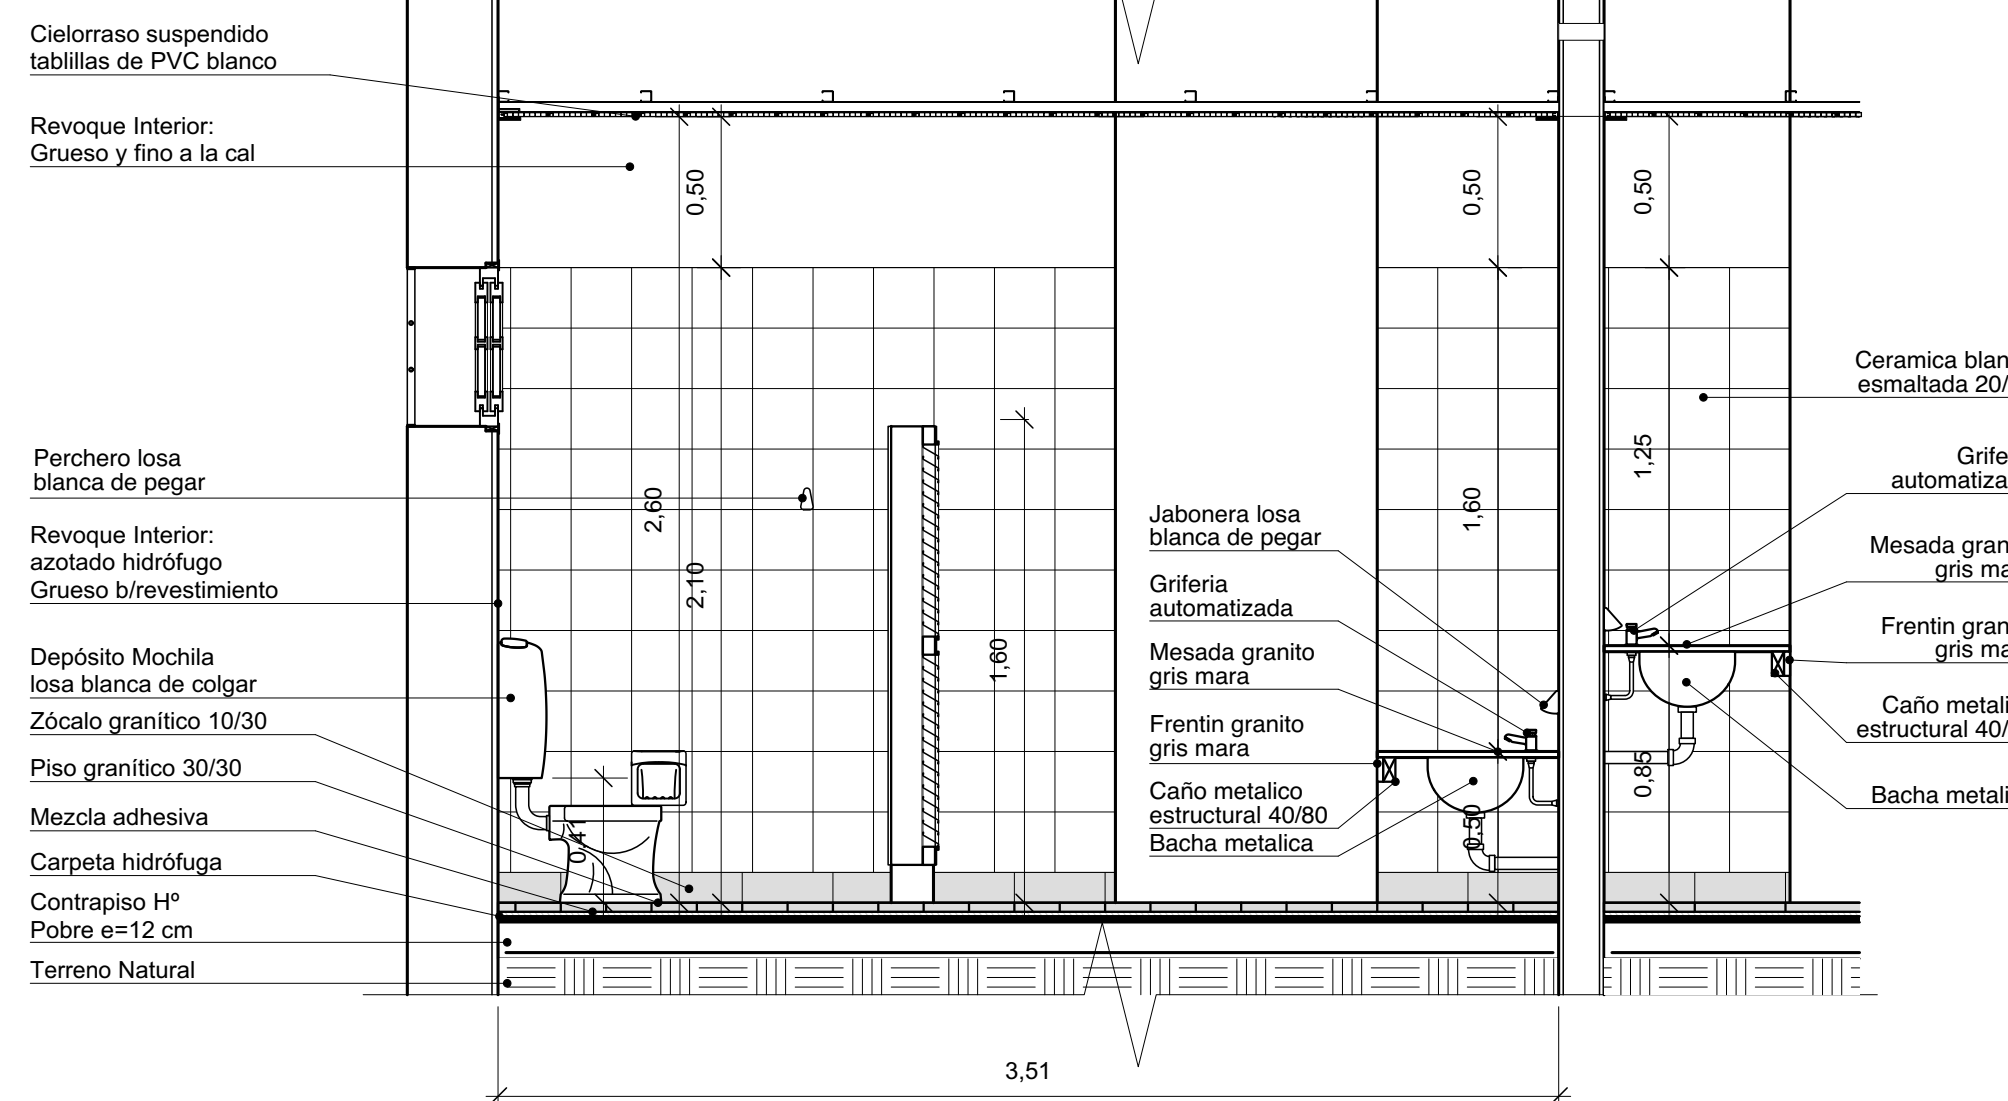 Cielorraso suspendido
tablillas de PVC blanco
Revoque Interior:
Grueso y fino a la cal
Perchero losa
blanca de pegar
Revoque Interior:
azotado hidrófugo
Grueso b/revestimiento
Depósito Mochila
losa blanca de colgar
Zócalo granítico 10/30
Piso granítico 30/30
Mezcla adhesiva
Carpeta hidrófuga
Contrapiso Hº
Pobre e=12 cm
Terreno Natural
0,50
2,60
2,10
0,41
1,60
Jabonera losa
blanca de pegar
Griferia
automatizada
Mesada granito
gris mara
Frentin granito
gris mara
Caño metalico
estructural 40/80
Bacha metalica
0,50
1,60
0,50
0,50
1,25
0,85
Ceramica blan
esmaltada 20/
Grife
automatiza
Mesada gran
gris ma
Frentin gran
gris ma
Caño metali
estructural 40/
Bacha metali
3,51